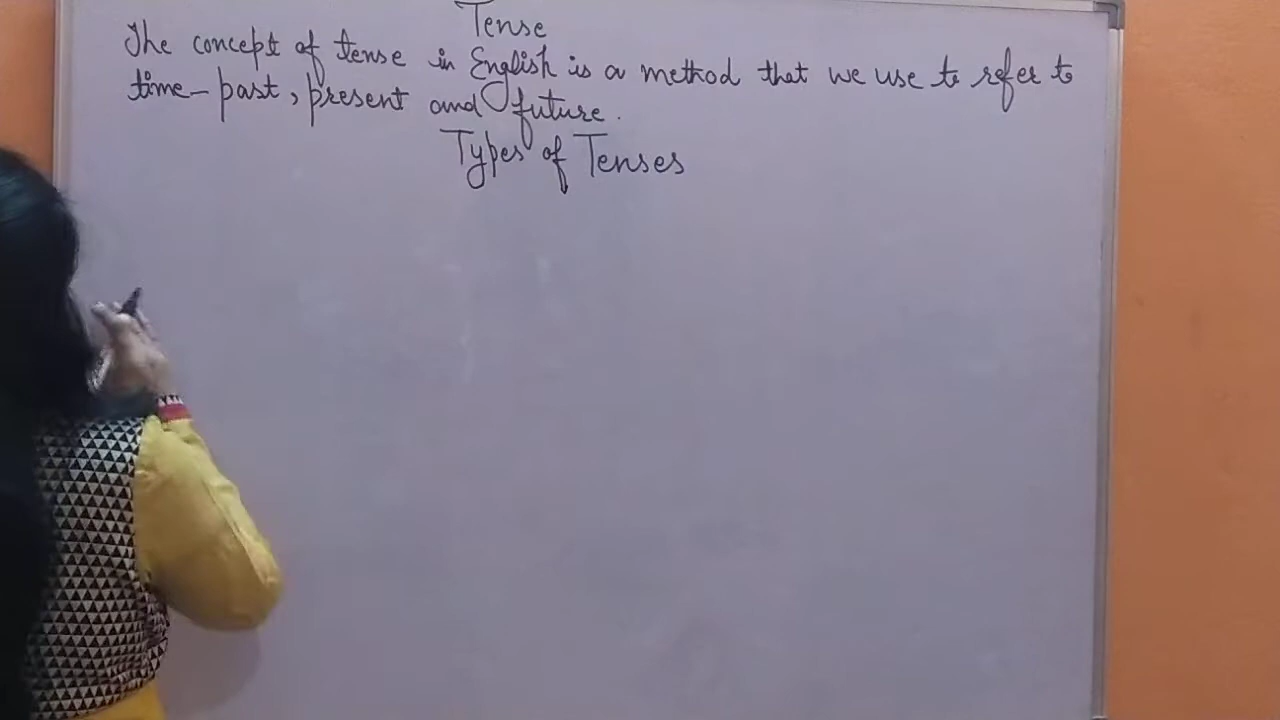 Tense
The concept of tense in English is a method that we use to refer to
time - past, present and future.
Types of Tenses